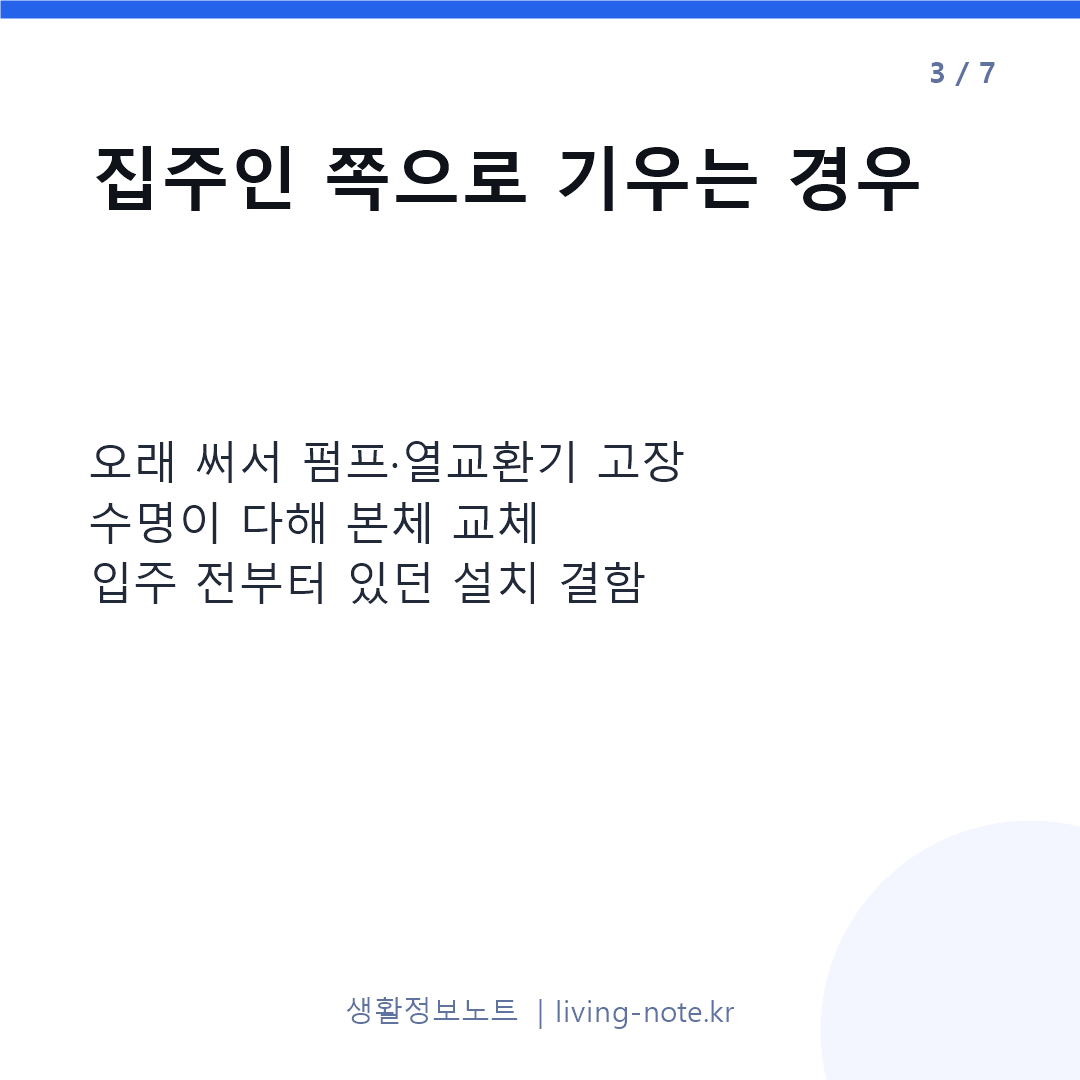 3 / 7
집주인 쪽으로 기우는 경우
오래 써서 펌프·열교환기 고장
수명이 다해 본체 교체
입주 전부터 있던 설치 결함
생활정보노트 | living-note.kr